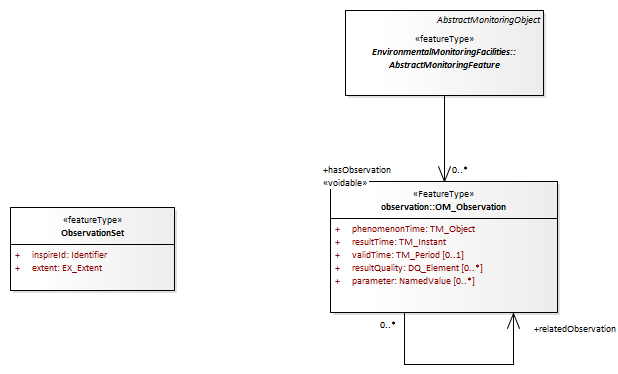 AbstractMonitoringObject
«featureType»
EnvironmentalMonitoringFacilities::
AbstractMonitoringFeature
+hasObservation
0..*
«voidable»
«FeatureType»
observation::OM_Observation
+ phenomenonTime: TM_Object
+ resultTime: TM_Instant
+ validTime: TM_Period [0..1]
+ resultQuality: DQ_Element [0..*]
+ parameter: NamedValue [0..*]
«featureType»
ObservationSet
+ inspireId: Identifier
+ extent: EX_Extent
0..*
+relatedObservation